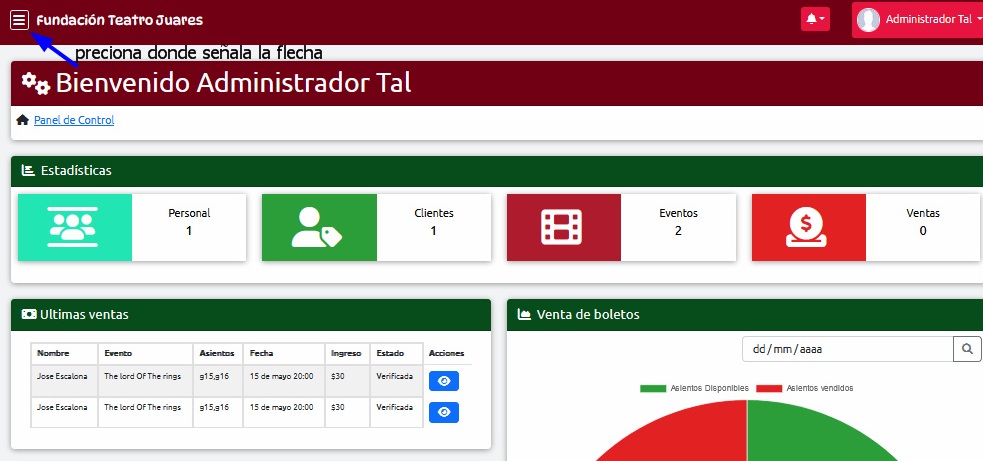 Fundación Teatro Juares
Administrador Tal
preciona donde señala la flecha
Bienvenido Administrador Tal
Panel de Control
Estadísticas
Personal
1
Clientes
1
Eventos
2
Ventas
0
Ultimas ventas
Nombre Evento Asientos Fecha Ingreso Estado Acciones
Jose Escalona The lord Of The rings g15,g16 15 de mayo 20:00 $30 Verificada
Jose Escalona The lord Of The rings g15,g16 15 de mayo 20:00 $30 Verificada
Venta de boletos
dd/mm/aaaa
Asientos Disponibles Asientos vendidos